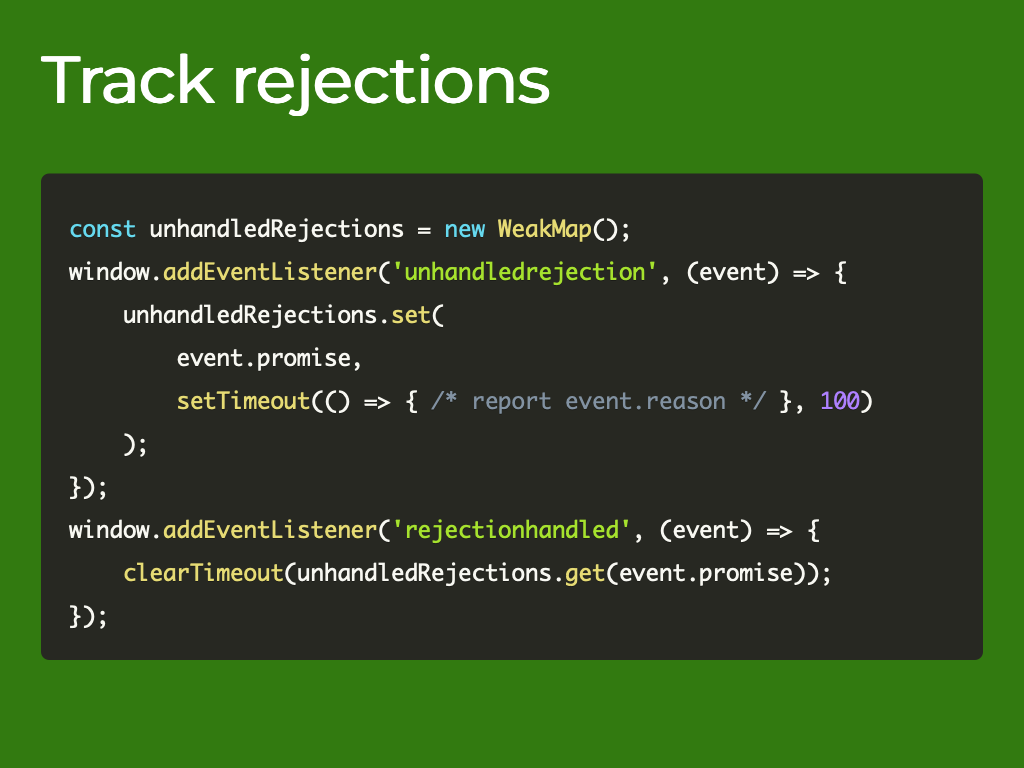 Track rejections
const unhandledRejections = new WeakMap();
window.addEventListener('unhandledrejection', (event) => {
    unhandledRejections.set(
        event.promise,
        setTimeout(() => { /* report event.reason */ }, 100)
    );
});
window.addEventListener('rejectionhandled', (event) => {
    clearTimeout(unhandledRejections.get(event.promise));
});